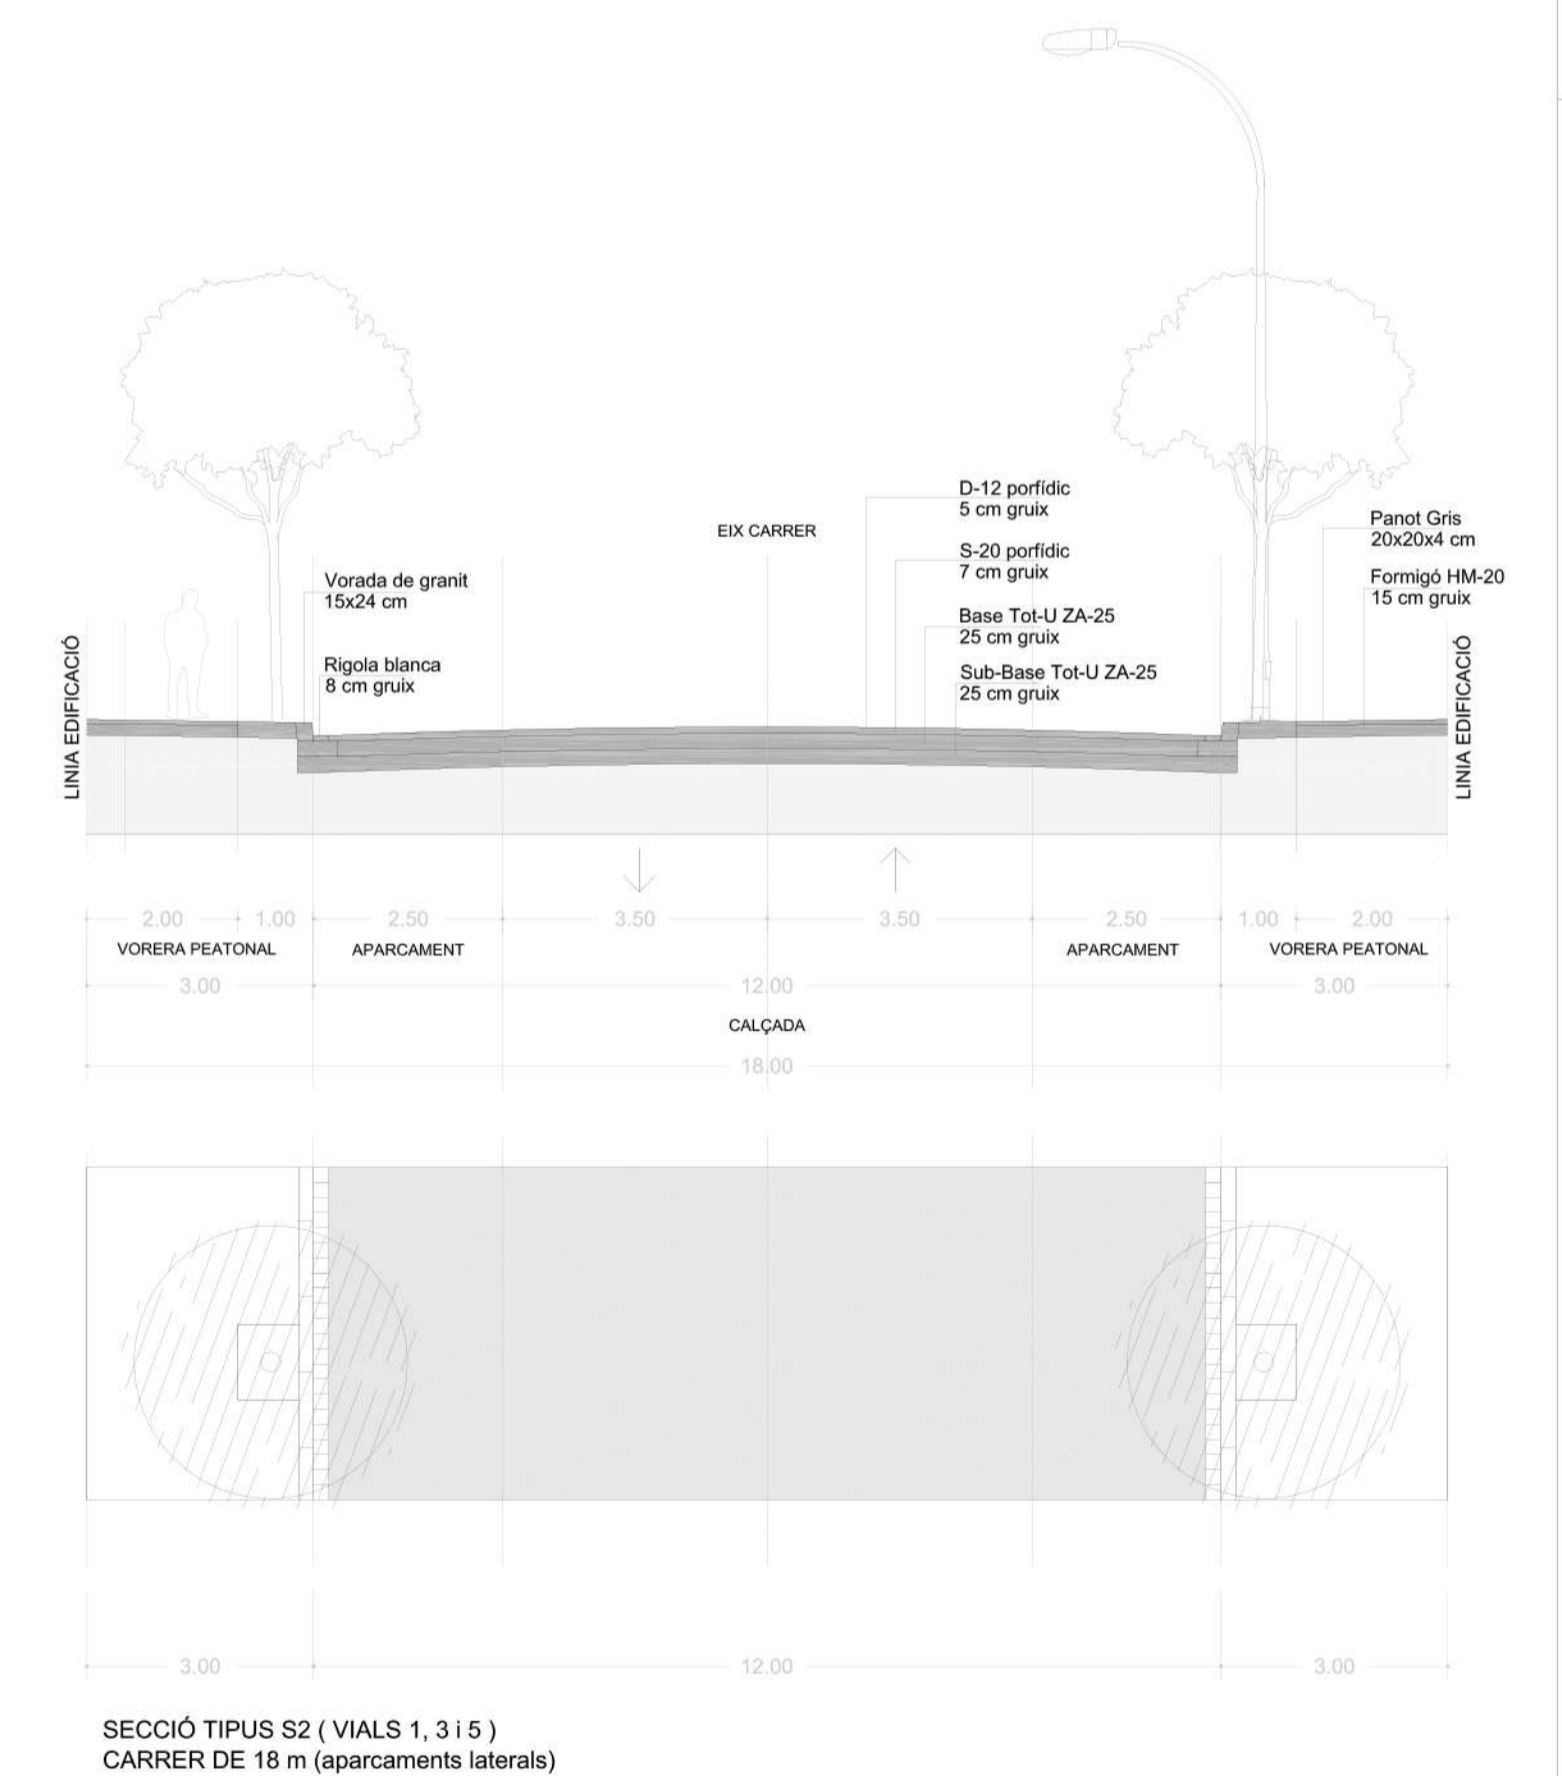 D-12 porfídic
5 cm gruix
EIX CARRER
S-20 porfídic
7 cm gruix
Panot Gris
20x20x4 cm
Vorada de granit
15x24 cm
Formigó HM-20
15 cm gruix
Base Tot-U ZA-25
25 cm gruix
Rigola blanca
8 cm gruix
Sub-Base Tot-U ZA-25
25 cm gruix
LINIA EDIFICACIÓ
LINIA EDIFICACIÓ
2.00 1.00 2.50 3.50 3.50 2.50 1.00 2.00
VORERA PEATONAL APARCAMENT APARCAMENT VORERA PEATONAL
3.00 12.00 3.00
CALÇADA
18.00
3.00 12.00 3.00
SECCIÓ TIPUS S2 ( VIALS 1, 3 i 5 )
CARRER DE 18 m (aparcaments laterals)